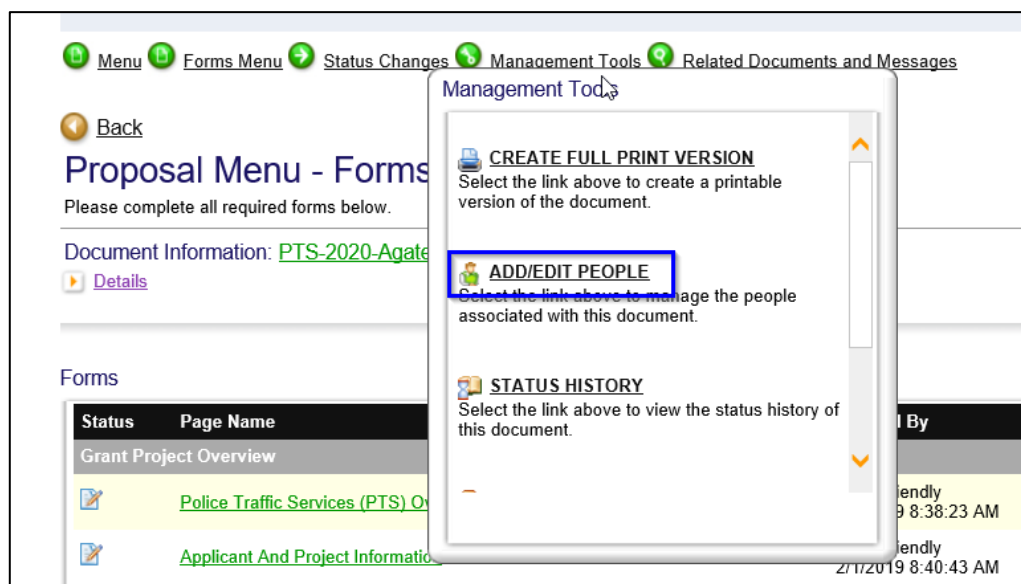 Menu Forms Menu Status Changes Management Tools Related Documents and Messages
Management Tools
Back
Proposal Menu - Forms
Please complete all required forms below.
Document Information: PTS-2020-Agate
Details
CREATE FULL PRINT VERSION
Select the link above to create a printable
version of the document.
ADD/EDIT PEOPLE
Select the link above to manage the people
associated with this document.
STATUS HISTORY
Select the link above to view the status history of
this document.
Forms
Status Page Name By
Grant Project Overview
Police Traffic Services (PTS) Ov iendly
9 8:38:23 AM
Applicant And Project Informatio iendly
2/1/2019 8:40:43 AM